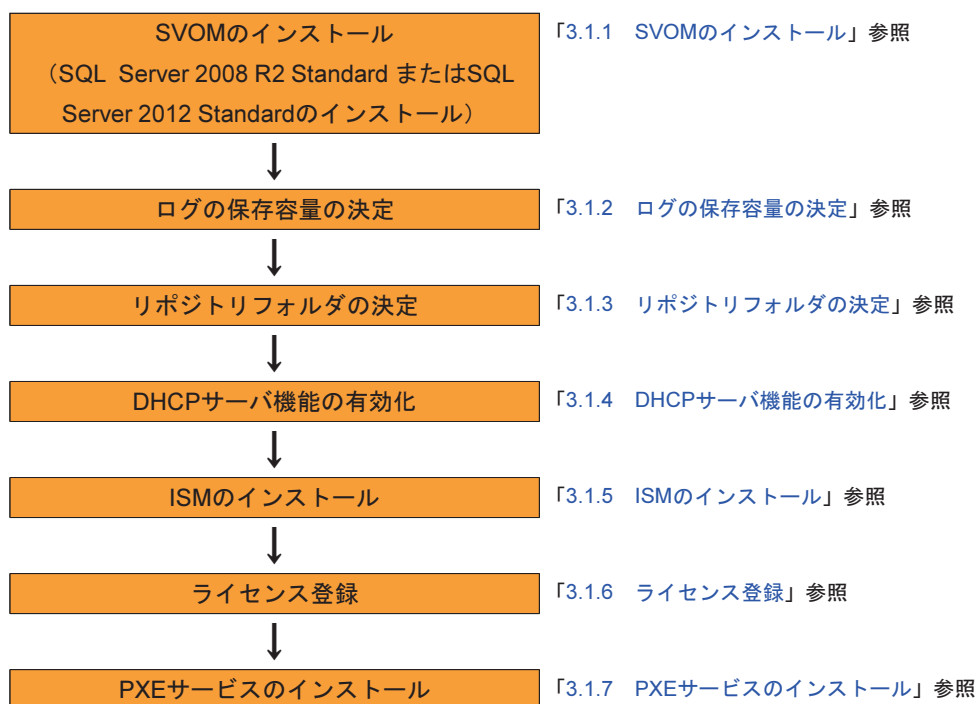 SVOMのインストール
（SQL Server 2008 R2 Standard またはSQL
Server 2012 Standardのインストール）
「3.1.1 SVOMのインストール」参照
ログの保存容量の決定
「3.1.2 ログの保存容量の決定」参照
リポジトリフォルダの決定
「3.1.3 リポジトリフォルダの決定」参照
DHCPサーバ機能の有効化
「3.1.4 DHCPサーバ機能の有効化」参照
ISMのインストール
「3.1.5 ISMのインストール」参照
ライセンス登録
「3.1.6 ライセンス登録」参照
PXEサービスのインストール
「3.1.7 PXEサービスのインストール」参照